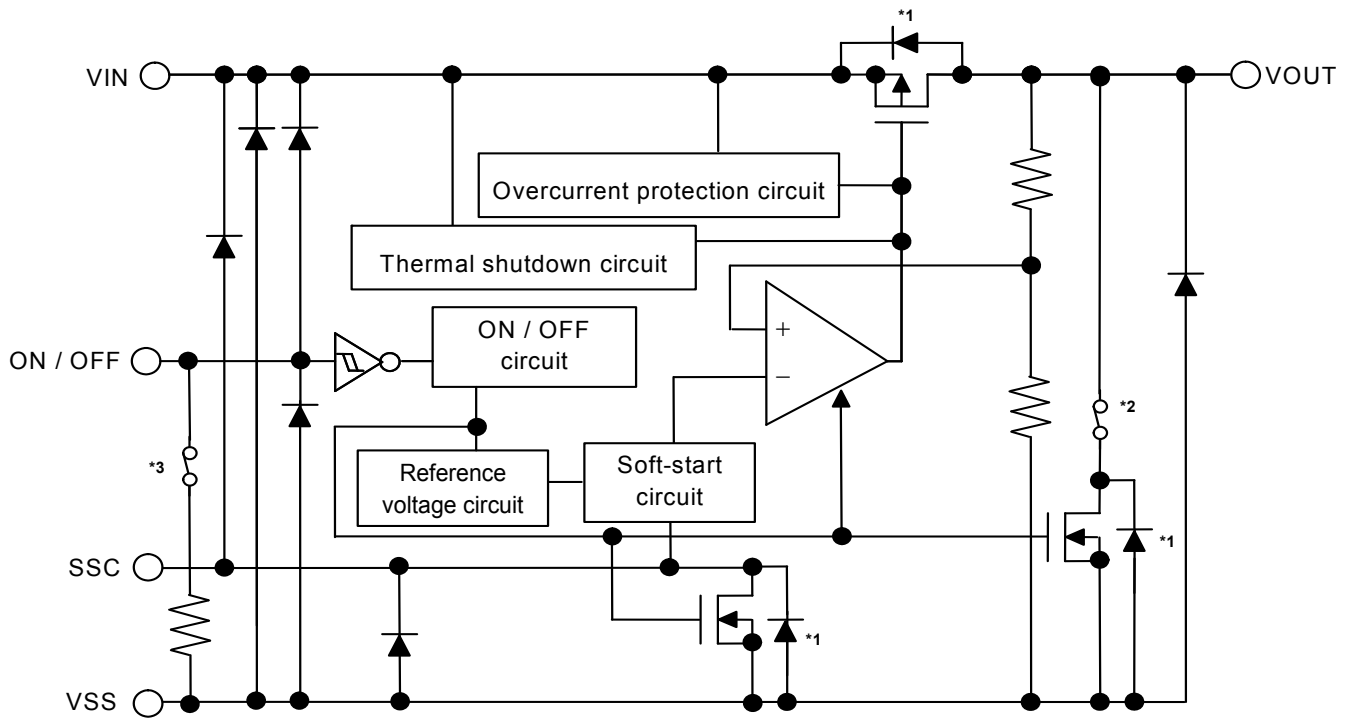 *1
VIN
VOUT
Overcurrent protection circuit
Thermal shutdown circuit
ON / OFF
ON / OFF
circuit
+
−
*2
*3
Reference
voltage circuit
Soft-start
circuit
*1
SSC
*1
VSS